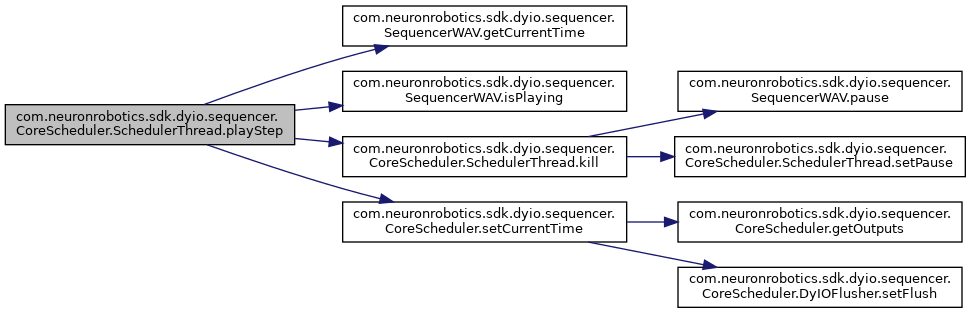 com.neuronrobotics.sdk.dyio.sequencer.
CoreScheduler.SchedulerThread.playStep
com.neuronrobotics.sdk.dyio.sequencer.
SequencerWAV.getCurrentTime
com.neuronrobotics.sdk.dyio.sequencer.
SequencerWAV.isPlaying
com.neuronrobotics.sdk.dyio.sequencer.
CoreScheduler.SchedulerThread.kill
com.neuronrobotics.sdk.dyio.sequencer.
CoreScheduler.setCurrentTime
com.neuronrobotics.sdk.dyio.sequencer.
SequencerWAV.pause
com.neuronrobotics.sdk.dyio.sequencer.
CoreScheduler.SchedulerThread.setPause
com.neuronrobotics.sdk.dyio.sequencer.
CoreScheduler.getOutputs
com.neuronrobotics.sdk.dyio.sequencer.
CoreScheduler.DyIOFlusher.setFlush